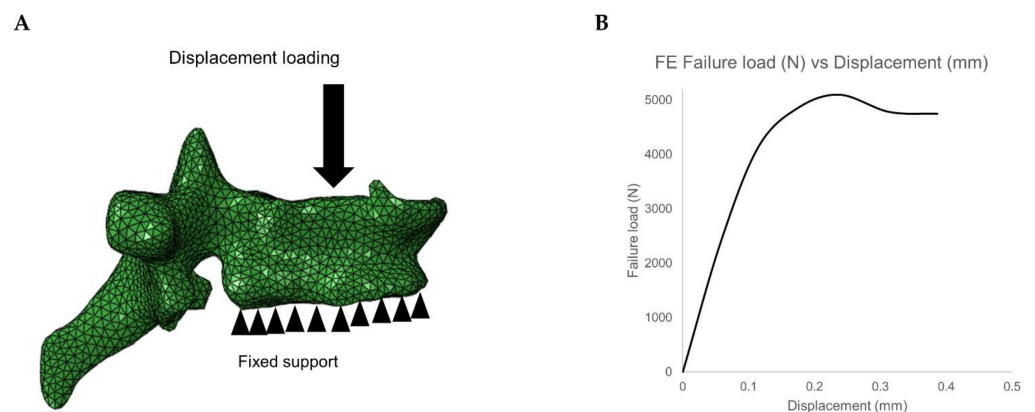 A
Displacement loading
Fixed support
B
FE Failure load (N) vs Displacement (mm)
Failure load (N)
5000
4000
3000
2000
1000
0
0 0.1 0.2 0.3 0.4 0.5
Displacement (mm)